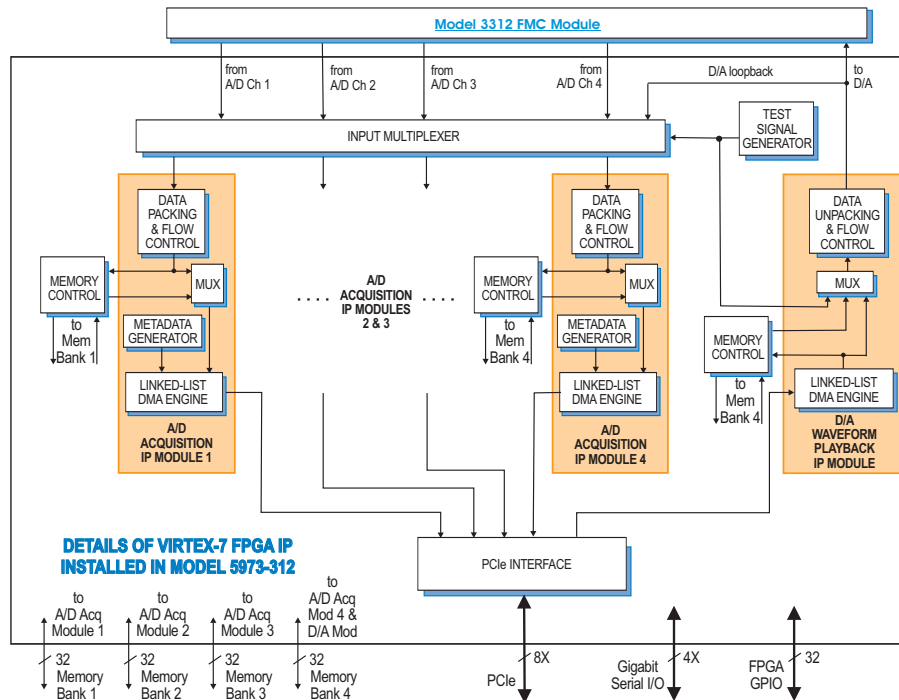 Model 3312 FMC Module
from
A/D Ch 1
from
A/D Ch 2
from
A/D Ch 3
from
A/D Ch 4
D/A loopback
to
D/A
INPUT MULTIPLEXER
TEST
SIGNAL
GENERATOR
DATA
PACKING
& FLOW
CONTROL
MEMORY
CONTROL
MUX
to
Mem
Bank 1
METADATA
GENERATOR
LINKED-LIST
DMA ENGINE
A/D
ACQUISITION
IP MODULE 1
. . . .
A/D
ACQUISITION
IP MODULES
2 & 3
. . . .
DATA
PACKING
& FLOW
CONTROL
MEMORY
CONTROL
MUX
to
Mem
Bank 4
METADATA
GENERATOR
LINKED-LIST
DMA ENGINE
A/D
ACQUISITION
IP MODULE 4
DATA
UNPACKING
& FLOW
CONTROL
MUX
MEMORY
CONTROL
to
Mem
Bank 4
LINKED-LIST
DMA ENGINE
D/A
WAVEFORM
PLAYBACK
IP MODULE
DETAILS OF VIRTEX-7 FPGA IP
INSTALLED IN MODEL 5973-312
PCIe INTERFACE
to
A/D Acq
Module 1
to
A/D Acq
Module 2
to
A/D Acq
Module 3
to
A/D Acq
Mod 4 &
D/A Mod
32
Memory
Bank 1
32
Memory
Bank 2
32
Memory
Bank 3
32
Memory
Bank 4
8X
PCIe
4X
Gigabit
Serial I/O
32
FPGA
GPIO